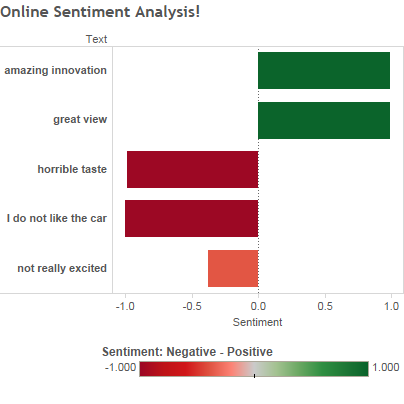 Online Sentiment Analysis!
Text
amazing innovation
great view
horrible taste
I do not like the car
not really excited
-1.0 -0.5 0.0 0.5 1.0
Sentiment
Sentiment: Negative - Positive
-1.000 1.000